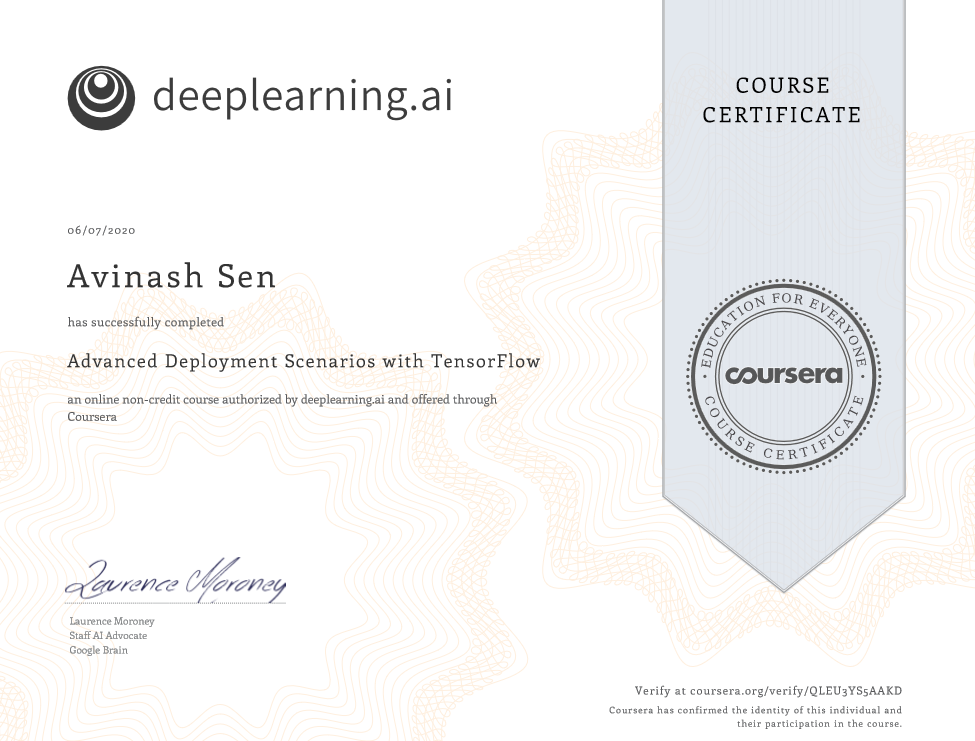 deeplearning.ai
COURSE
CERTIFICATE
06/07/2020
Avinash Sen
has successfully completed
Advanced Deployment Scenarios with TensorFlow
an online non-credit course authorized by deeplearning.ai and offered through
Coursera
EDUCATION FOR EVERYONE
coursera
COURSE CERTIFICATE
Laurence Moroney
Laurence Moroney
Staff AI Advocate
Google Brain
Verify at coursera.org/verify/QLEU3YS5AAKD
Coursera has confirmed the identity of this individual and
their participation in the course.